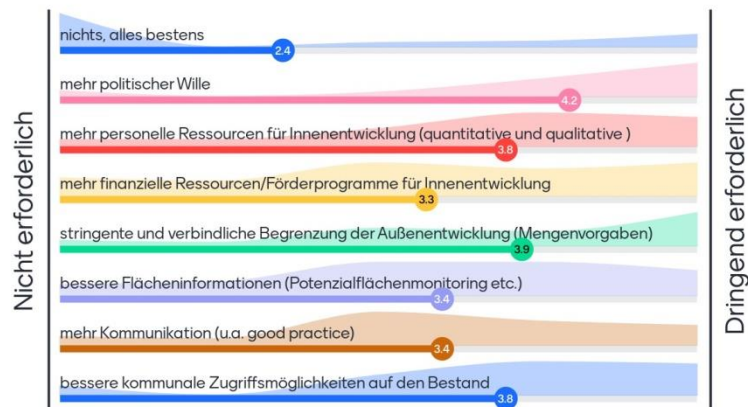 Nicht erforderlich
nichts, alles bestens
2.4
mehr politischer Wille
4.2
mehr personelle Ressourcen für Innenentwicklung (quantitative und qualitative )
3.8
mehr finanzielle Ressourcen/Förderprogramme für Innenentwicklung
3.3
stringente und verbindliche Begrenzung der Außenentwicklung (Mengenvorgaben)
3.9
bessere Flächeninformationen (Potenzialflächenmonitoring etc.)
3.4
mehr Kommunikation (u.a. good practice)
3.4
bessere kommunale Zugriffsmöglichkeiten auf den Bestand
3.8
Dringend erforderlich